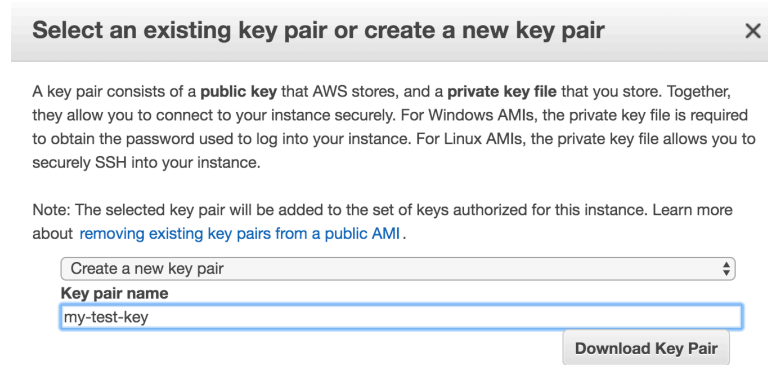 Select an existing key pair or create a new key pair
A key pair consists of a public key that AWS stores, and a private key file that you store. Together,
they allow you to connect to your instance securely. For Windows AMIs, the private key file is required
to obtain the password used to log into your instance. For Linux AMIs, the private key file allows you to
securely SSH into your instance.
Note: The selected key pair will be added to the set of keys authorized for this instance. Learn more
about removing existing key pairs from a public AMI .
Create a new key pair
Key pair name
my-test-key
Download Key Pair